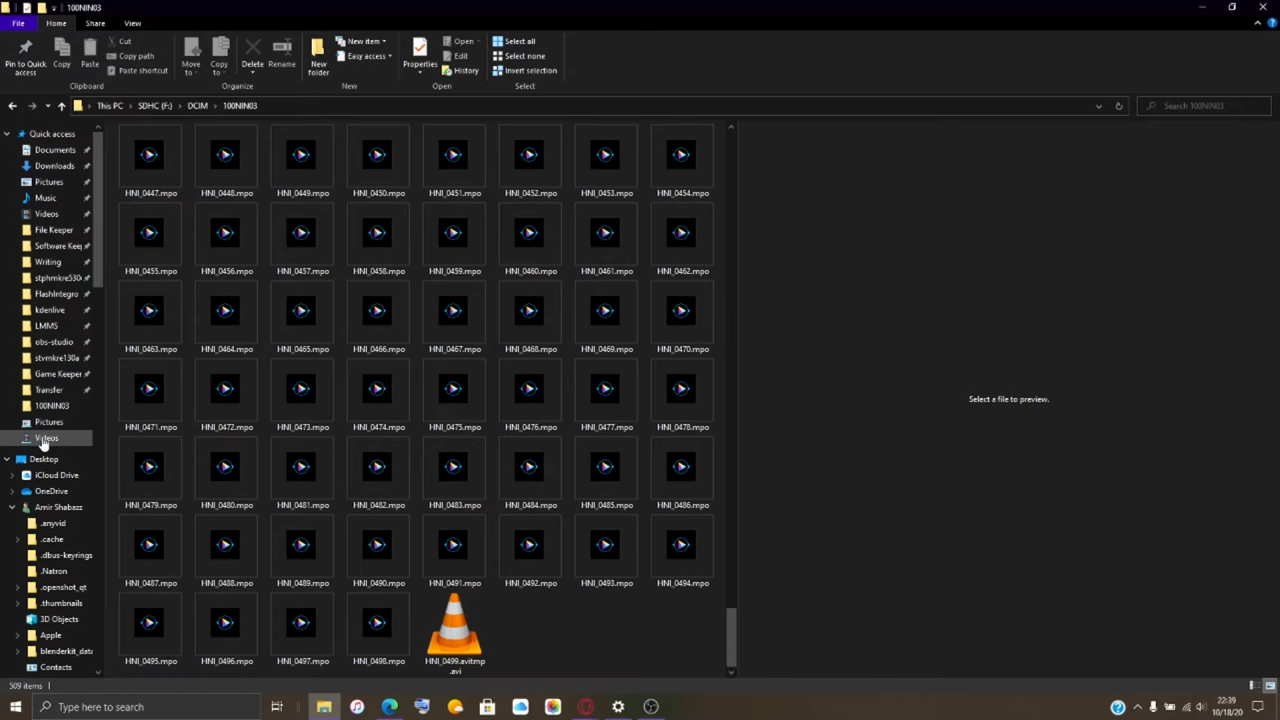 100NIN03
File Home Share View
Pin to Quick access
Copy
Paste
Cut
Copy path
Paste shortcut
Clipboard
Move to
Copy to
Delete
Rename
Organize
New folder
New item
Easy access
New
Properties
Open
Edit
History
Open
Select all
Select none
Invert selection
Select
This PC > SDHC (F:) > DCIM > 100NIN03
Search 100NIN03
Quick access
Documents
Downloads
Pictures
Music
Videos
File Keeper
Software Kee
Writing
stphmkre530
FlashIntegro
kdenlive
LMMS
obs-studio
stvmkre130a
Game Keeper
Transfer
100NIN03
Pictures
Videos
Desktop
iCloud Drive
OneDrive
Amir Shabazz
.anyvid
.cache
.dbus-keyrings
.Natron
.openshot_qt
.thumbnails
3D Objects
Apple
blenderkit_data
Contacts
HNI_0447.mpo HNI_0448.mpo HNI_0449.mpo HNI_0450.mpo HNI_0451.mpo HNI_0452.mpo HNI_0453.mpo HNI_0454.mpo
HNI_0455.mpo HNI_0456.mpo HNI_0457.mpo HNI_0458.mpo HNI_0459.mpo HNI_0460.mpo HNI_0461.mpo HNI_0462.mpo
HNI_0463.mpo HNI_0464.mpo HNI_0465.mpo HNI_0466.mpo HNI_0467.mpo HNI_0468.mpo HNI_0469.mpo HNI_0470.mpo
HNI_0471.mpo HNI_0472.mpo HNI_0473.mpo HNI_0474.mpo HNI_0475.mpo HNI_0476.mpo HNI_0477.mpo HNI_0478.mpo
HNI_0479.mpo HNI_0480.mpo HNI_0481.mpo HNI_0482.mpo HNI_0483.mpo HNI_0484.mpo HNI_0485.mpo HNI_0486.mpo
HNI_0487.mpo HNI_0488.mpo HNI_0489.mpo HNI_0490.mpo HNI_0491.mpo HNI_0492.mpo HNI_0493.mpo HNI_0494.mpo
HNI_0495.mpo HNI_0496.mpo HNI_0497.mpo HNI_0498.mpo HNI_0499.avitmp
.avi
Select a file to preview.
509 items
Type here to search
22:39
10/18/20